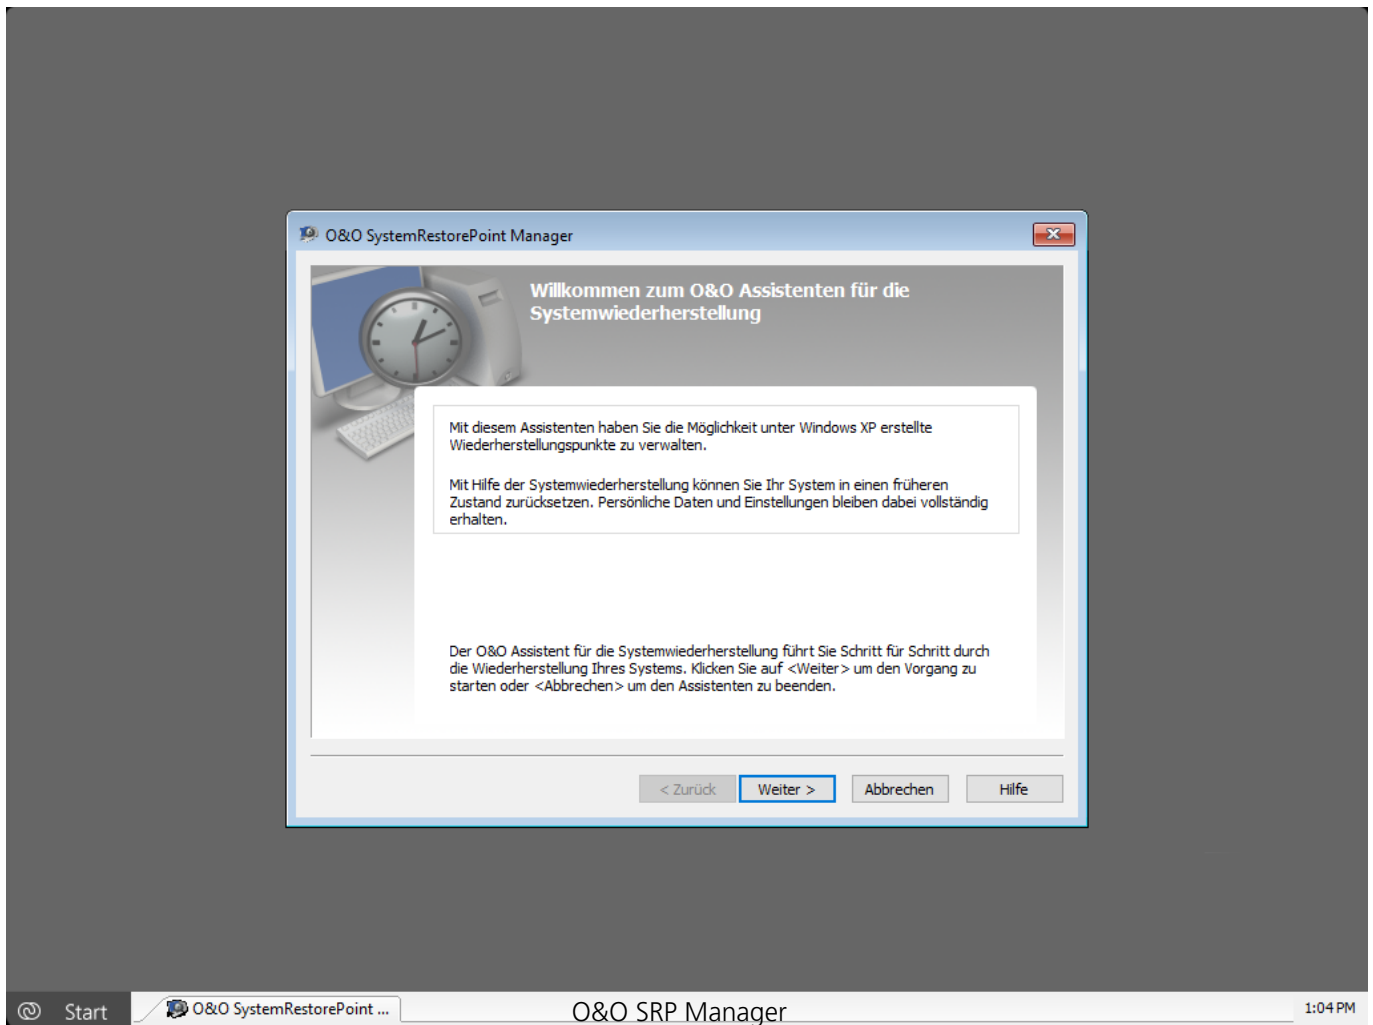 O&O SystemRestorePoint Manager
Willkommen zum O&O Assistenten für die
Systemwiederherstellung
Mit diesem Assistenten haben Sie die Möglichkeit unter Windows XP erstellte
Wiederherstellungspunkte zu verwalten.
Mit Hilfe der Systemwiederherstellung können Sie Ihr System in einen früheren
Zustand zurücksetzen. Persönliche Daten und Einstellungen bleiben dabei vollständig
erhalten.
Der O&O Assistent für die Systemwiederherstellung führt Sie Schritt für Schritt durch
die Wiederherstellung Ihres Systems. Klicken Sie auf <Weiter> um den Vorgang zu
starten oder <Abbrechen> um den Assistenten zu beenden.
< Zurück Weiter > Abbrechen Hilfe
Start O&O SystemRestorePoint ... O&O SRP Manager 1:04 PM